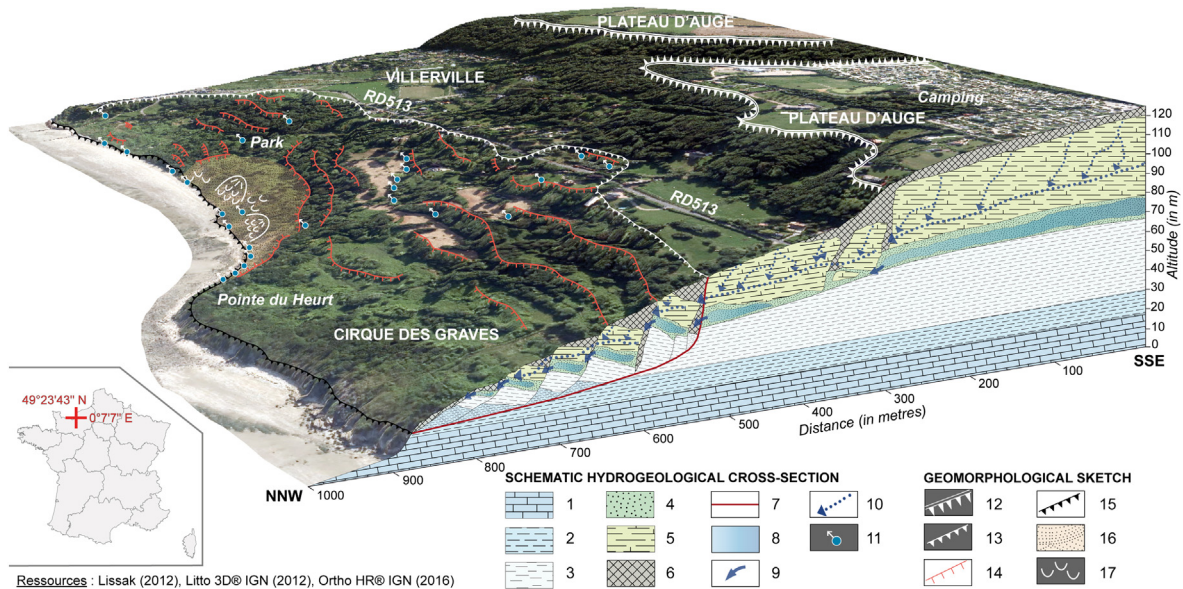 PLATEAU D'AUGE
VILLERVILLE
RD513
Camping
PLATEAU D'AUGE
Park
RD513
Pointe du Heurt
CIRQUE DES GRAVES
120
110
100
90
80
70
60
50
40
30
20
10
0
Altitude (in m)
SSE
100
200
300
400
500
600
700
800
900
1000
Distance (in metres)
NNW
49°23'43'' N
0°7'7'' E
SCHEMATIC HYDROGEOLOGICAL CROSS-SECTION
1 4 7 10
2 5 8 11
3 6 9
GEOMORPHOLOGICAL SKETCH
12 15
13 16
14 17
Ressources : Lissak (2012), Litto 3D® IGN (2012), Ortho HR® IGN (2016)